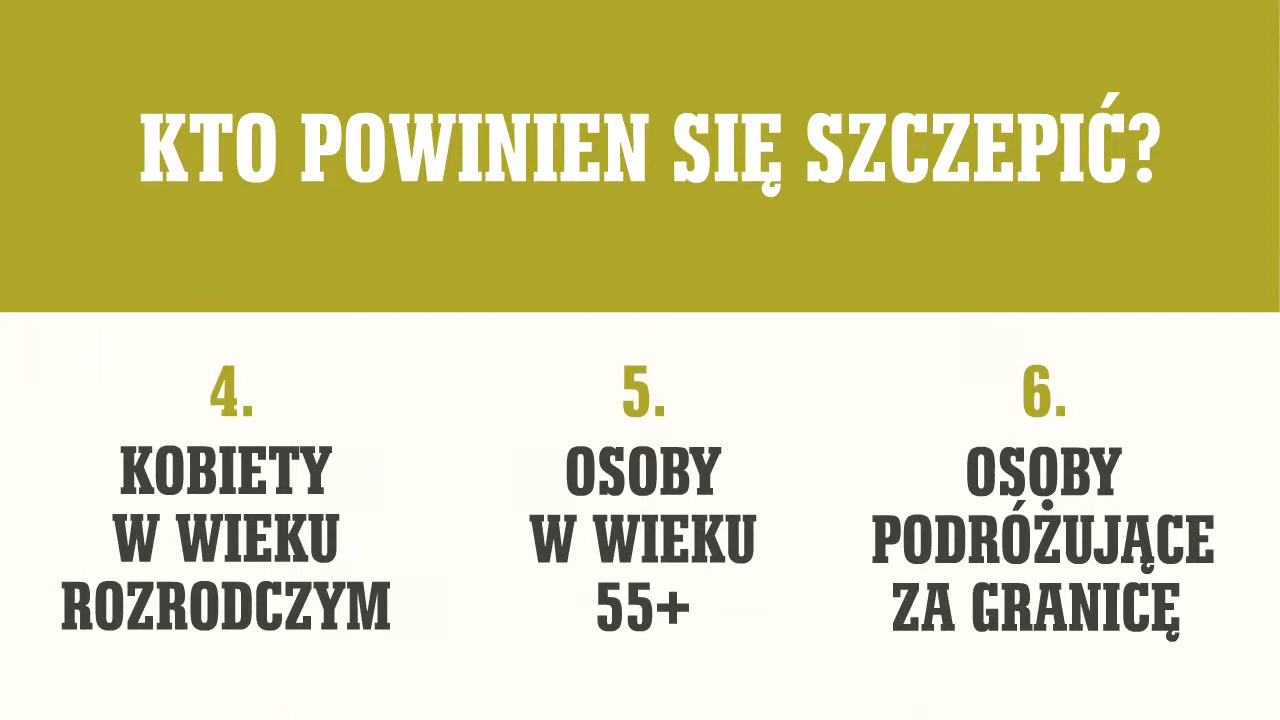 KTO POWINIEN SIĘ SZCZEPIĆ?
4.
KOBIETY
W WIEKU
ROZRODCZYM
5.
OSOBY
W WIEKU
55+
6.
OSOBY
PODRÓŻUJĄCE
ZA GRANICĘ